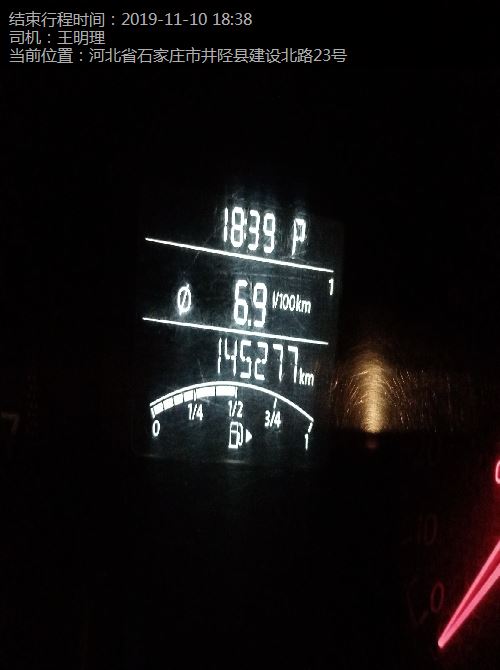 结束行程时间：2019-11-10 18:38
司机：王明理
当前位置：河北省石家庄市井陉县建设北路23号
18:39 P
1
Ø 6.9 l/100km
145277 km
0 1/4 1/2 3/4 1